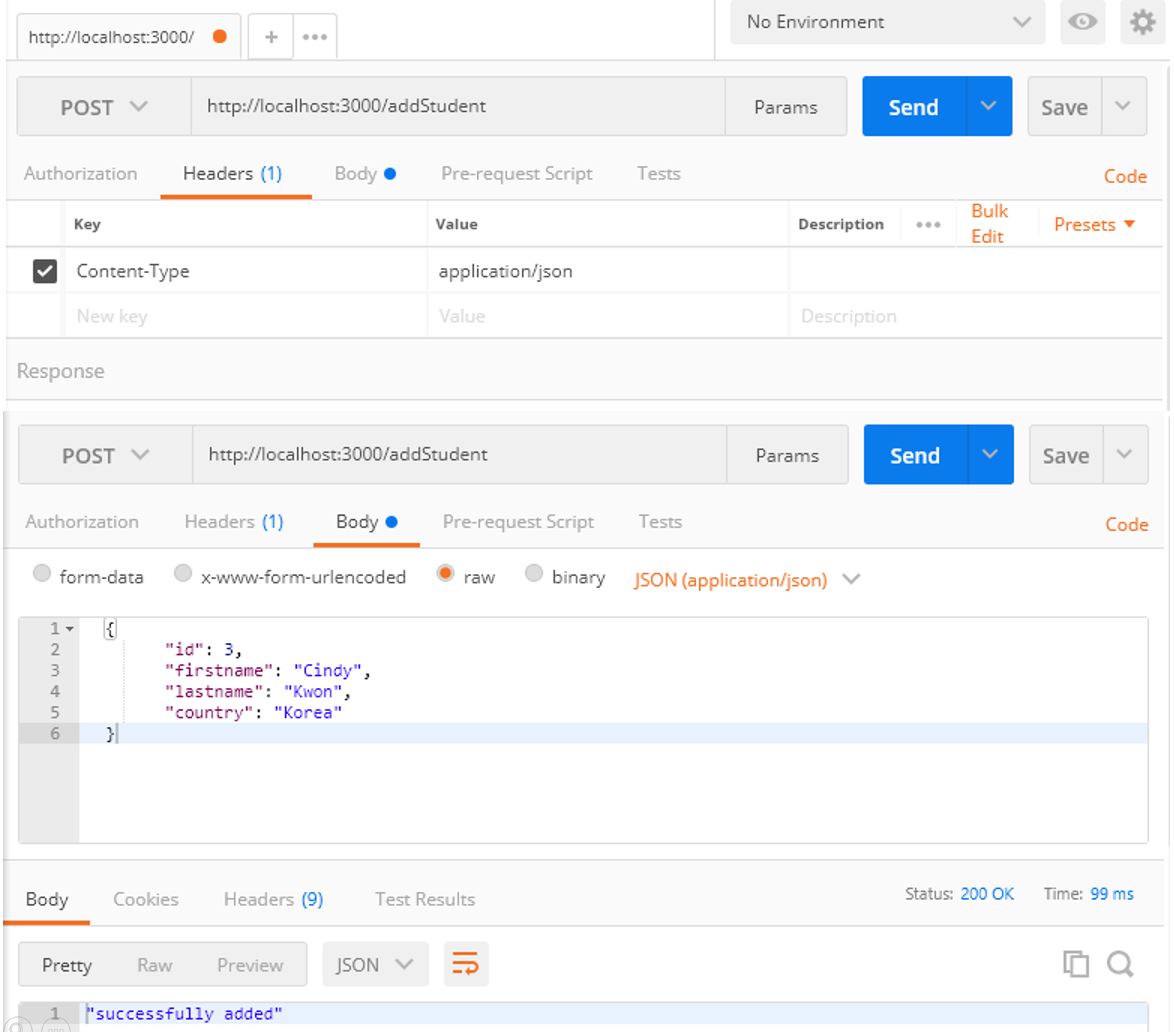 http://localhost:3000/ + ••• No Environment
POST http://localhost:3000/addStudent Params Send Save
Authorization Headers (1) Body Pre-request Script Tests Code
Key Value Description ••• Bulk Edit Presets
Content-Type application/json
New key Value Description
Response
POST http://localhost:3000/addStudent Params Send Save
Authorization Headers (1) Body Pre-request Script Tests Code
form-data x-www-form-urlencoded raw binary JSON (application/json)
1 {
2 "id": 3,
3 "firstname": "Cindy",
4 "lastname": "Kwon",
5 "country": "Korea"
6 }
Body Cookies Headers (9) Test Results Status: 200 OK Time: 99 ms
Pretty Raw Preview JSON
1 "successfully added"